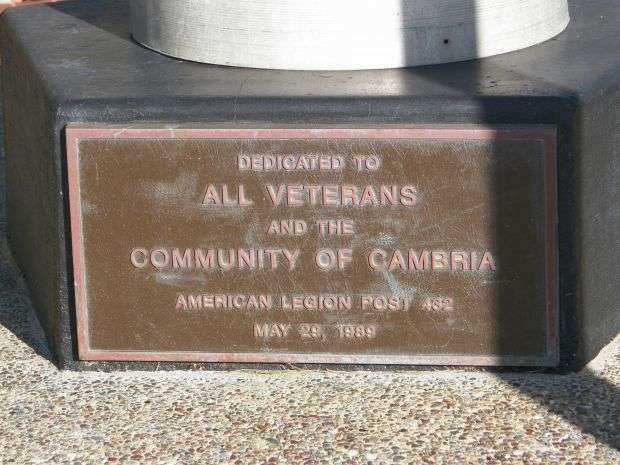 DEDICATED TO
ALL VETERANS
AND THE
COMMUNITY OF CAMBRIA
AMERICAN LEGION POST 432
MAY 29, 1989